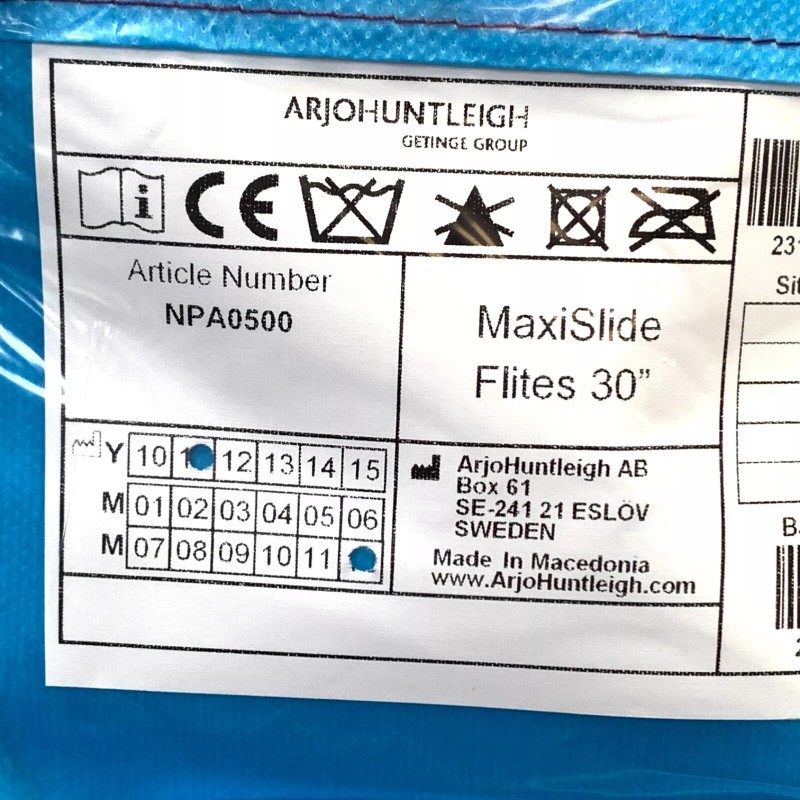 ARJOHUNTLEIGH
GETINGE GROUP
CE
Article Number
NPA0500
MaxiSlide
Flites 30”
Y 10 12 13 14 15
M 01 02 03 04 05 06
M 07 08 09 10 11
ArjoHuntleigh AB
Box 61
SE-241 21 ESLÖV
SWEDEN
Made In Macedonia
www.ArjoHuntleigh.com